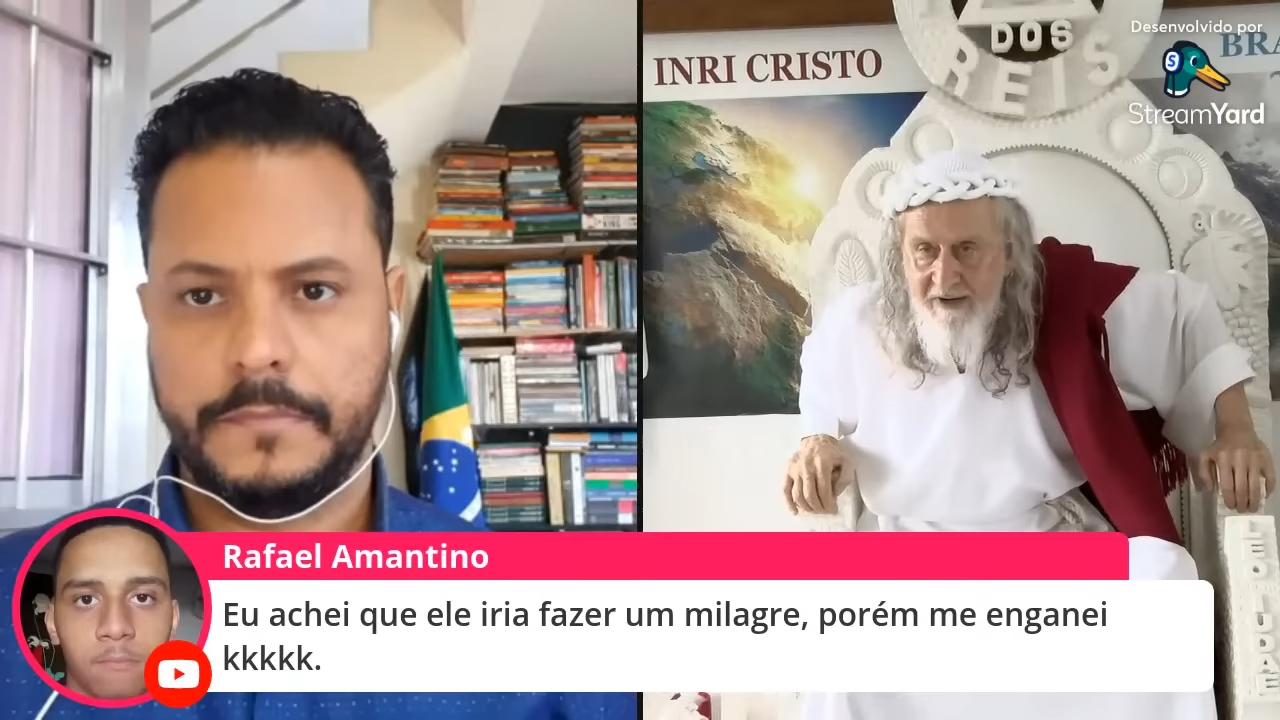 Desenvolvido por
StreamYard
INRI CRISTO
BRA
DOS
REIS
Rafael Amantino
Eu achei que ele iria fazer um milagre, porém me enganei
kkkkk.